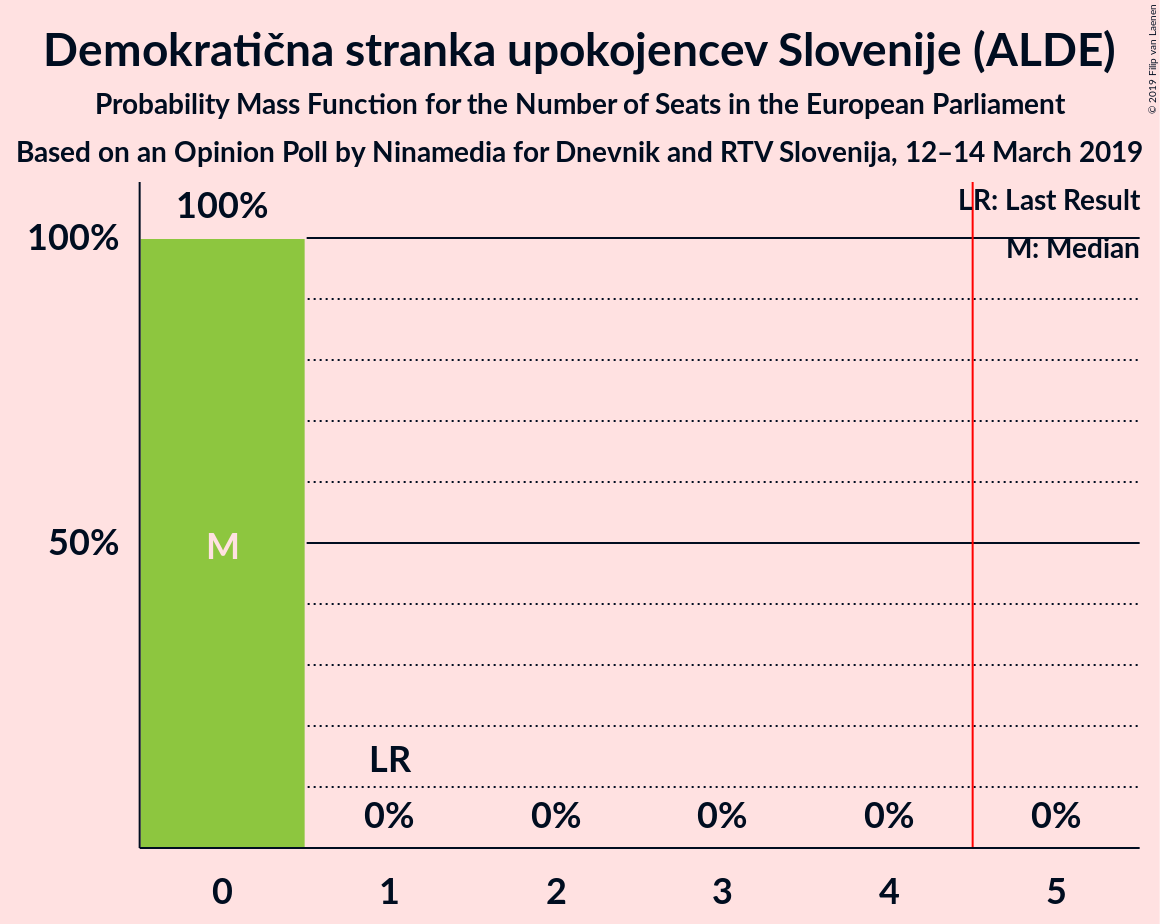 Demokratična stranka upokojencev Slovenije (ALDE)
Probability Mass Function for the Number of Seats in the European Parliament
Based on an Opinion Poll by Ninamedia for Dnevnik and RTV Slovenija, 12–14 March 2019
© 2019 Filip van Laenen
LR: Last Result
M: Median
100%
100%
50%
M
LR
0%
0%
0%
0%
0%
0
1
2
3
4
5